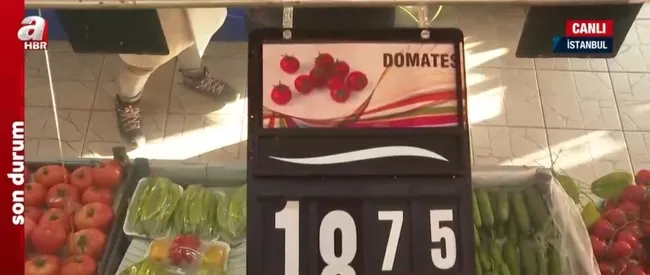 a
HBR
CANLI
İSTANBUL
DOMATES
18 75
son durum